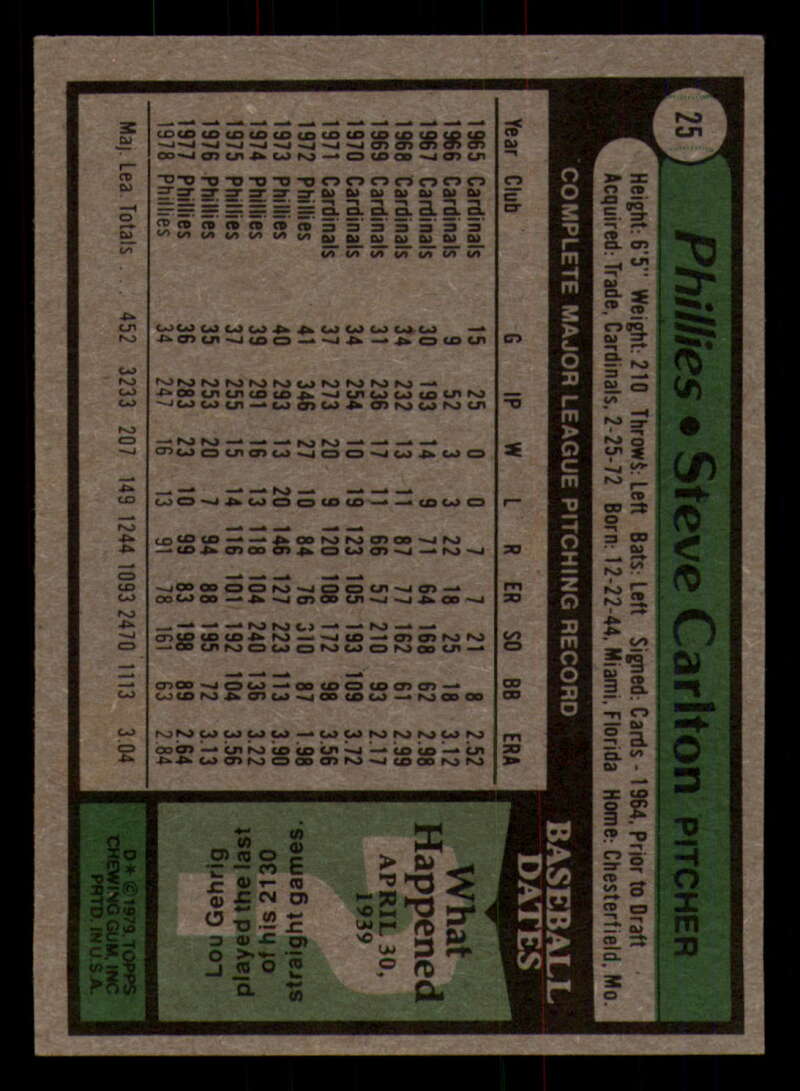 25
Phillies • Steve Carlton PITCHER
Height: 6'5" Weight: 210 Throws: Left Bats: Left Signed: Cards - 1964, Prior to Draft
Acquired: Trade, Cardinals, 2-25-72 Born: 12-22-44, Miami, Florida Home: Chesterfield, Mo.
COMPLETE MAJOR LEAGUE PITCHING RECORD
Year Club G IP W L R ER SO BB ERA
1965 Cardinals 15 25 0 0 7 7 21 8 2.52
1966 Cardinals 9 52 3 3 22 18 25 18 3.12
1967 Cardinals 30 193 14 9 71 64 168 62 2.98
1968 Cardinals 34 232 13 11 87 77 162 61 2.99
1969 Cardinals 31 236 17 11 66 57 210 93 2.17
1970 Cardinals 34 254 10 19 123 105 193 109 3.72
1971 Cardinals 37 273 20 9 120 108 172 98 3.56
1972 Phillies 41 346 27 10 84 76 310 87 1.98
1973 Phillies 40 293 13 20 146 127 223 113 3.90
1974 Phillies 39 291 16 13 118 104 240 136 3.22
1975 Phillies 37 255 15 14 116 101 192 104 3.56
1976 Phillies 35 253 20 7 94 88 195 72 3.13
1977 Phillies 36 283 23 10 99 83 198 89 2.64
1978 Phillies 34 247 16 13 91 78 161 63 2.84
Maj. Lea. Totals . . . 452 3233 207 149 1244 1093 2470 1113 3.04
BASEBALL
DATES
What
Happened
APRIL 30,
1939
?
Lou Gehrig
played the last
of his 2130
straight games.
D* © 1979 TOPPS
CHEWING GUM, INC
PRTD. IN U.S.A.